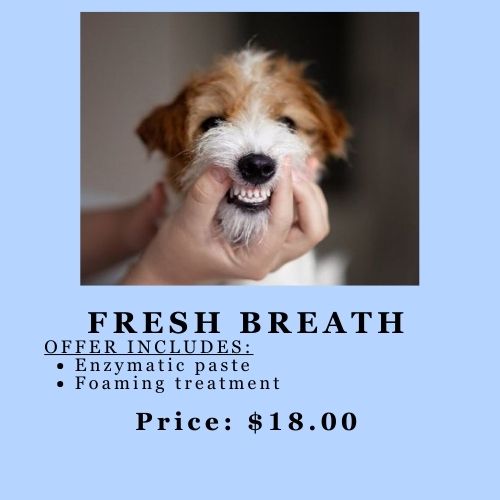 FRESH BREATH
OFFER INCLUDES:
• Enzymatic paste
• Foaming treatment
Price: $18.00